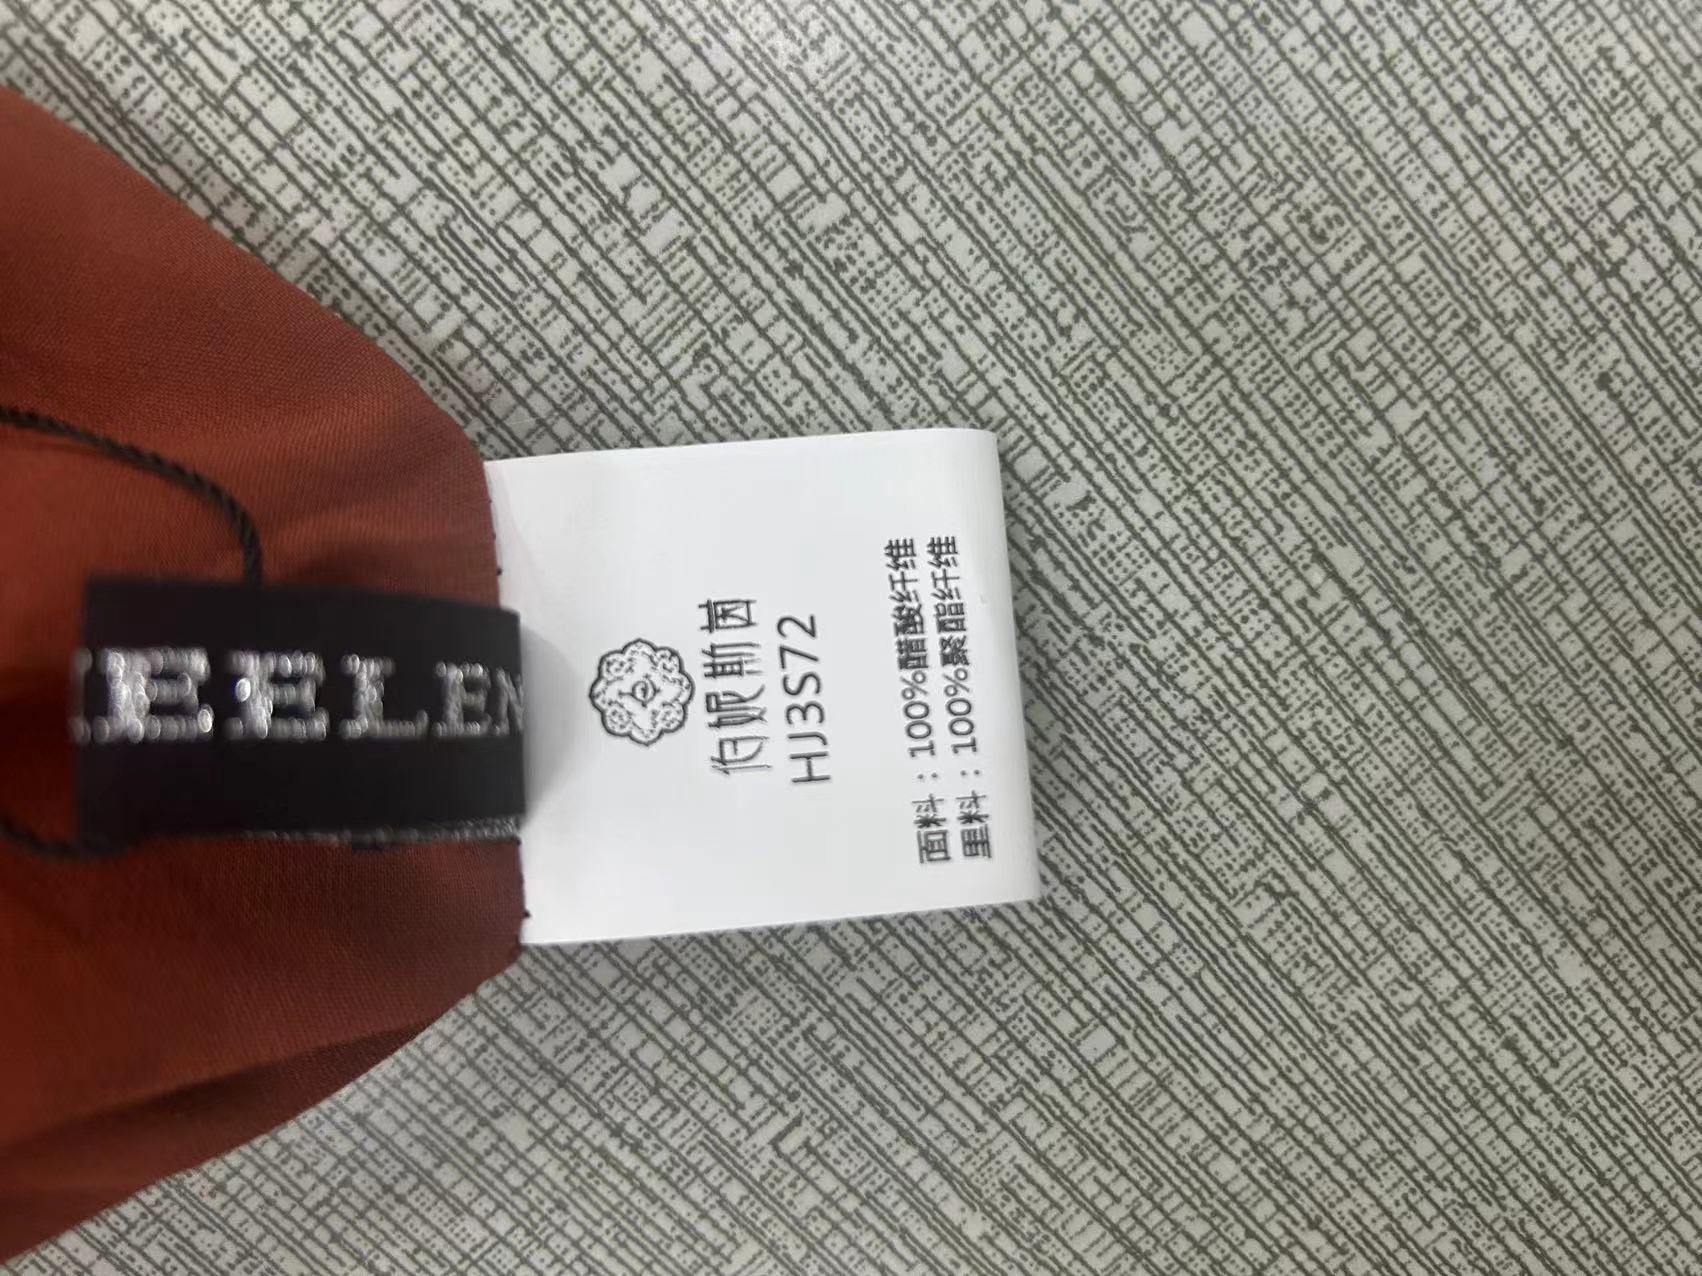 EELEN
伯妮斯茵
HJ3S72
面料：100%醋酸纤维
里料：100%聚酯纤维